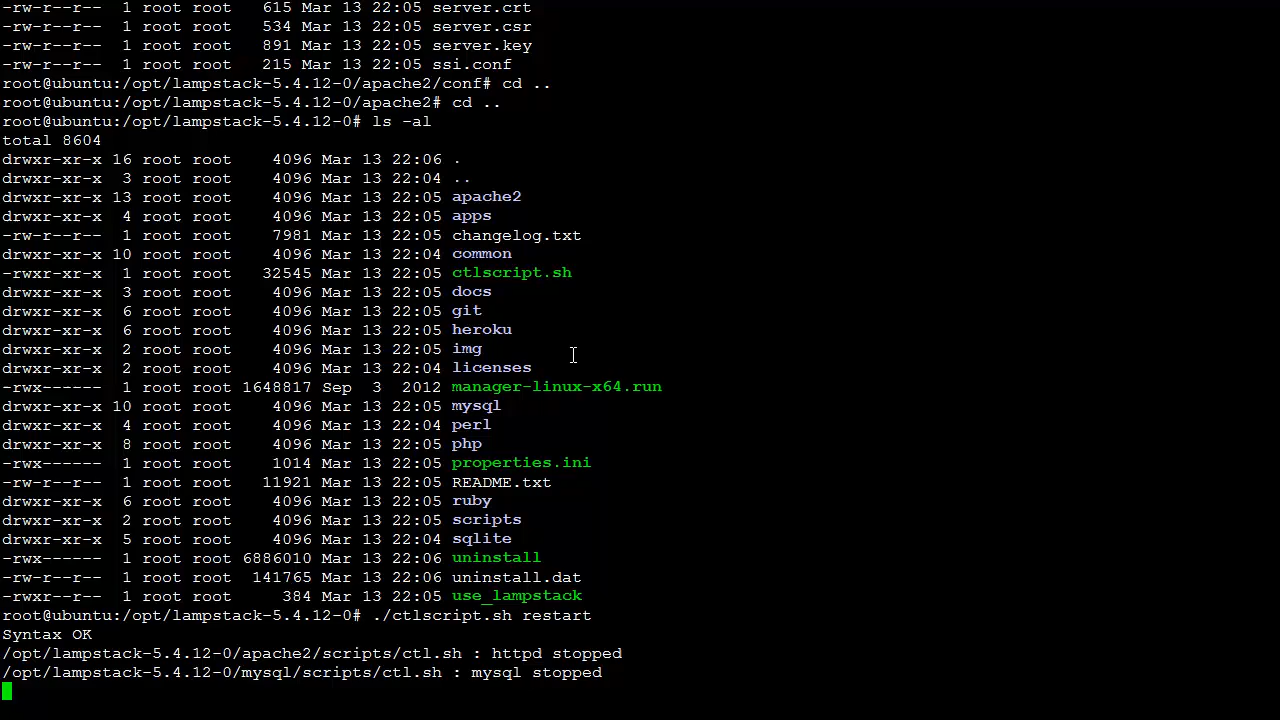 -rw-r--r--  1 root root    615 Mar 13 22:05 server.crt
-rw-r--r--  1 root root    534 Mar 13 22:05 server.csr
-rw-r--r--  1 root root    891 Mar 13 22:05 server.key
-rw-r--r--  1 root root    215 Mar 13 22:05 ssi.conf
root@ubuntu:/opt/lampstack-5.4.12-0/apache2/conf# cd ..
root@ubuntu:/opt/lampstack-5.4.12-0/apache2# cd ..
root@ubuntu:/opt/lampstack-5.4.12-0# ls -al
total 8604
drwxr-xr-x 16 root root    4096 Mar 13 22:06 .
drwxr-xr-x  3 root root    4096 Mar 13 22:04 ..
drwxr-xr-x 13 root root    4096 Mar 13 22:05 apache2
drwxr-xr-x  4 root root    4096 Mar 13 22:05 apps
-rw-r--r--  1 root root    7981 Mar 13 22:05 changelog.txt
drwxr-xr-x 10 root root    4096 Mar 13 22:04 common
-rwxr-xr-x  1 root root   32545 Mar 13 22:05 ctlscript.sh
drwxr-xr-x  3 root root    4096 Mar 13 22:05 docs
drwxr-xr-x  6 root root    4096 Mar 13 22:05 git
drwxr-xr-x  6 root root    4096 Mar 13 22:05 heroku
drwxr-xr-x  2 root root    4096 Mar 13 22:05 img
drwxr-xr-x  2 root root    4096 Mar 13 22:04 licenses
-rwx------  1 root root 1648817 Sep  3  2012 manager-linux-x64.run
drwxr-xr-x 10 root root    4096 Mar 13 22:05 mysql
drwxr-xr-x  4 root root    4096 Mar 13 22:04 perl
drwxr-xr-x  8 root root    4096 Mar 13 22:05 php
-rwx------  1 root root    1014 Mar 13 22:05 properties.ini
-rw-r--r--  1 root root   11921 Mar 13 22:05 README.txt
drwxr-xr-x  6 root root    4096 Mar 13 22:05 ruby
drwxr-xr-x  2 root root    4096 Mar 13 22:05 scripts
drwxr-xr-x  5 root root    4096 Mar 13 22:04 sqlite
-rwx------  1 root root 6886010 Mar 13 22:06 uninstall
-rw-r--r--  1 root root  141765 Mar 13 22:06 uninstall.dat
-rwxr-xr-x  1 root root     384 Mar 13 22:05 use_lampstack
root@ubuntu:/opt/lampstack-5.4.12-0# ./ctlscript.sh restart
Syntax OK
/opt/lampstack-5.4.12-0/apache2/scripts/ctl.sh : httpd stopped
/opt/lampstack-5.4.12-0/mysql/scripts/ctl.sh : mysql stopped